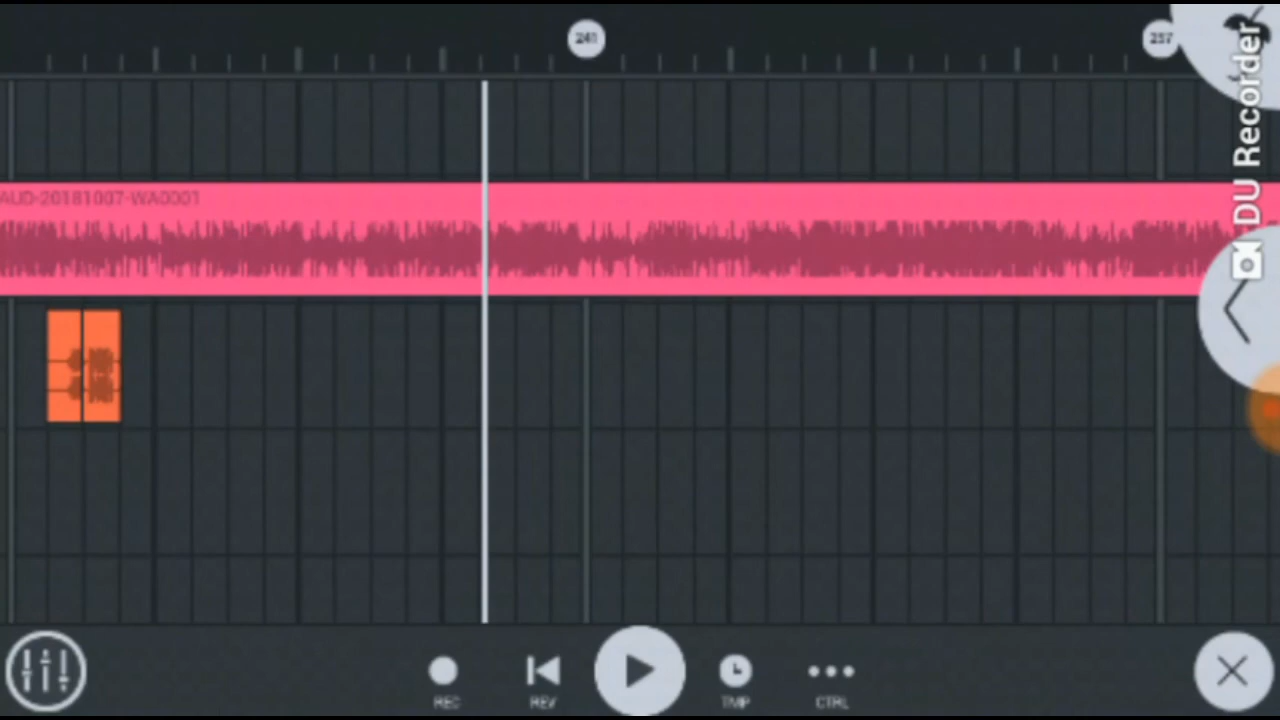 241
257
AUD-20181007-WA0001
DU Recorder
REC
REV
TMP
CTRL